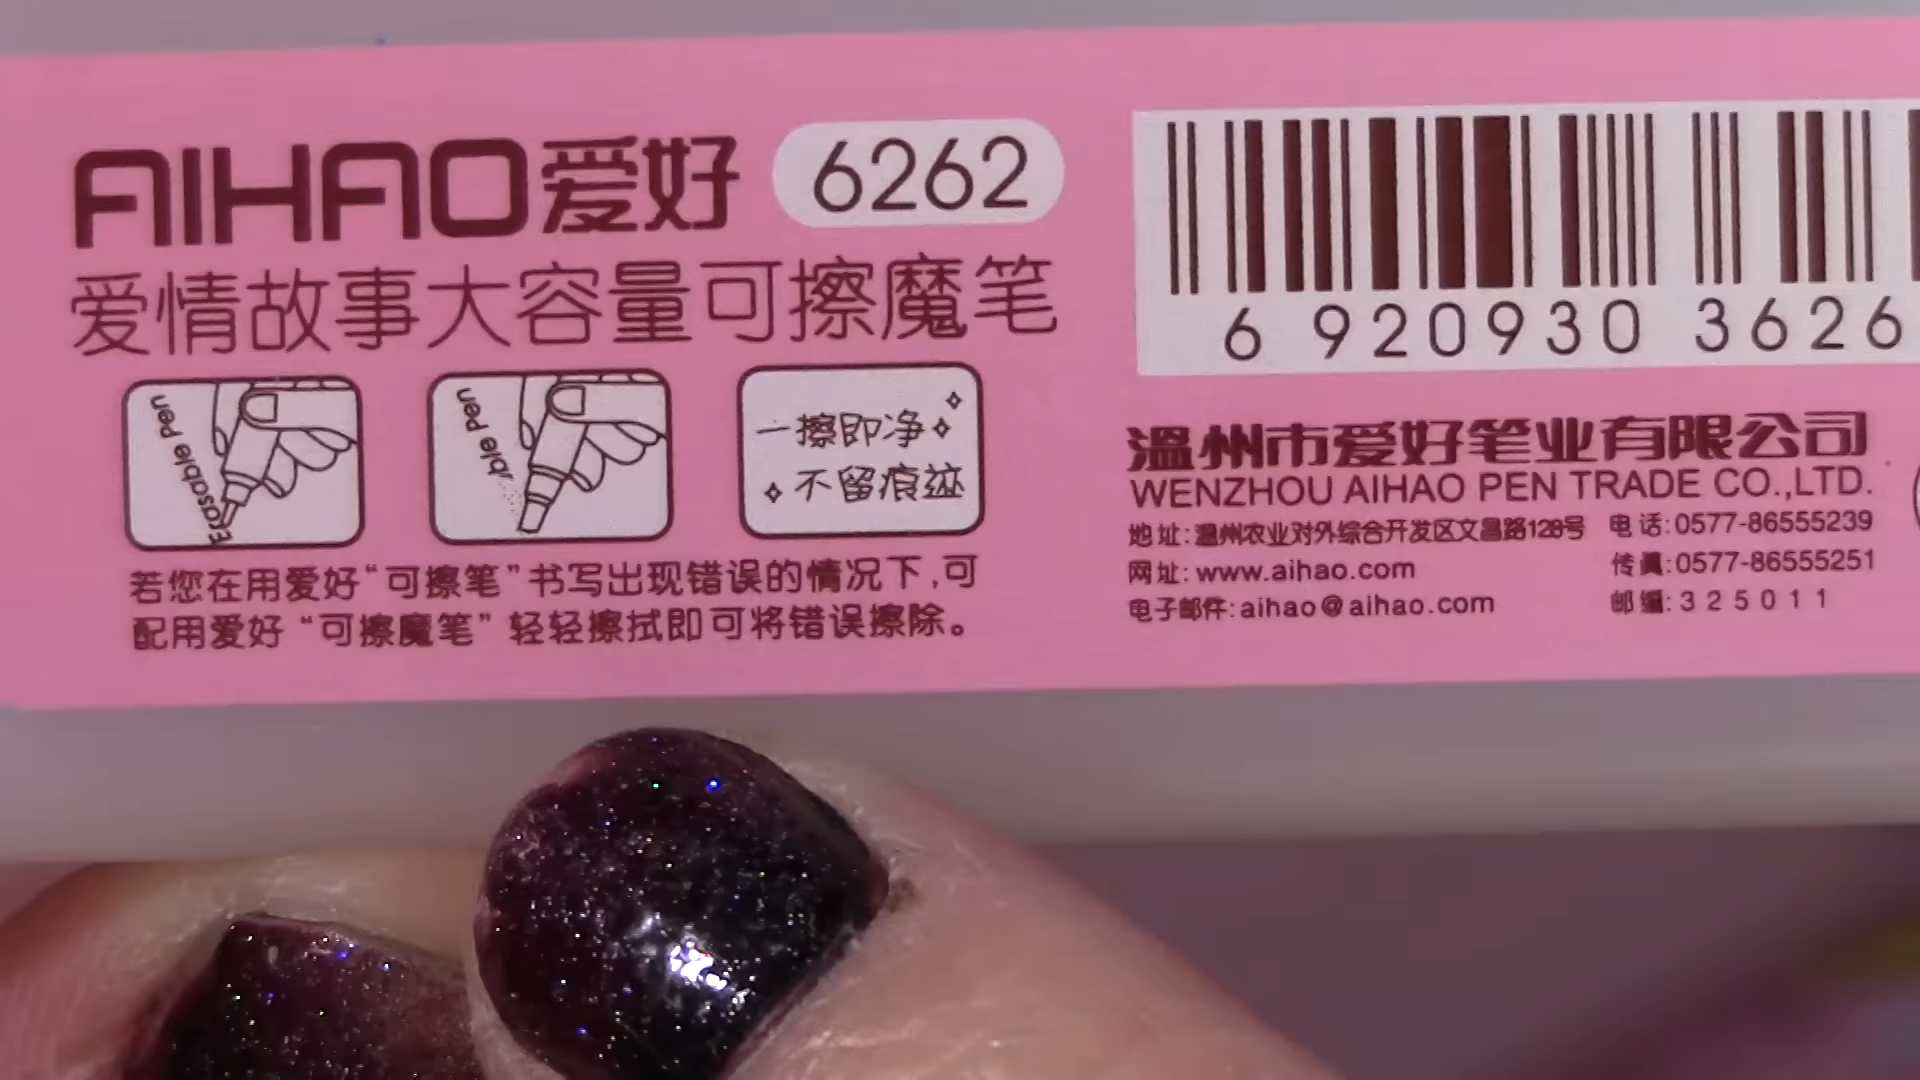 AIHAO爱好 6262
爱情故事大容量可擦魔笔
Erasable Pen
ble Pen
一擦即净
不留痕迹
若您在用爱好“可擦笔”书写出现错误的情况下,可
配用爱好“可擦魔笔”轻轻擦拭即可将错误擦除。
6 920930 3626
温州市爱好笔业有限公司
WENZHOU AIHAO PEN TRADE CO.,LTD.
地址:温州农业对外综合开发区文昌路128号 电话:0577-86555239
网址:www.aihao.com 传真:0577-86555251
电子邮件:aihao@aihao.com 邮编:325011